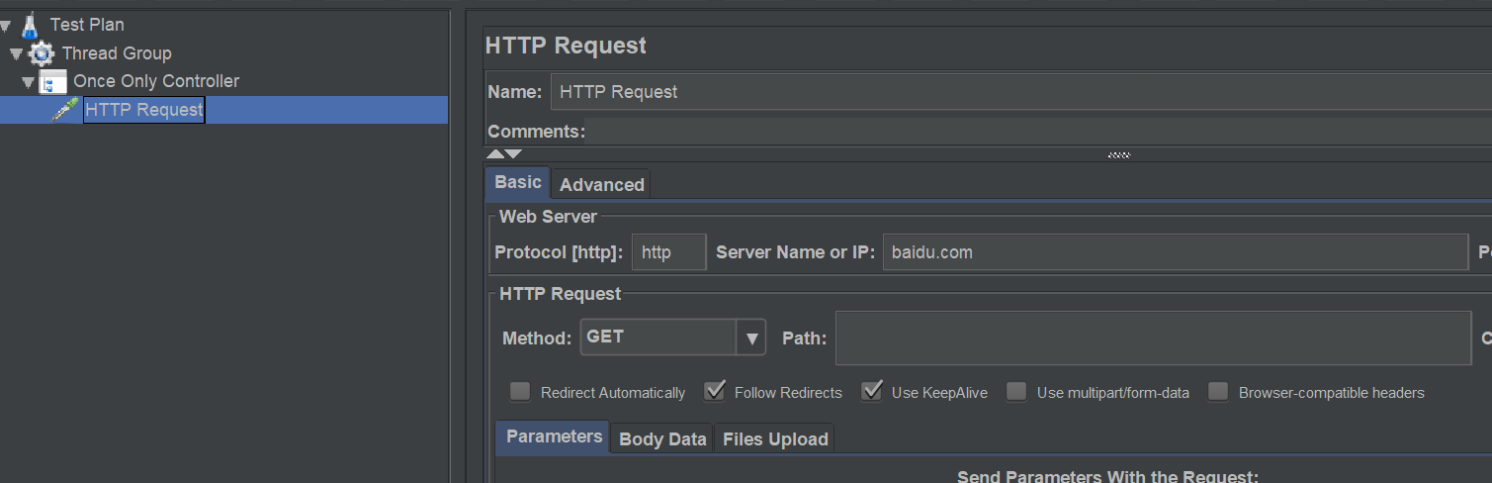 Test Plan
Thread Group
Once Only Controller
HTTP Request
HTTP Request
Name: HTTP Request
Comments:
Basic Advanced
Web Server
Protocol [http]: http Server Name or IP: baidu.com
HTTP Request
Method: GET Path:
Redirect Automatically Follow Redirects Use KeepAlive Use multipart/form-data Browser-compatible headers
Parameters Body Data Files Upload
Send Parameters With the Request: